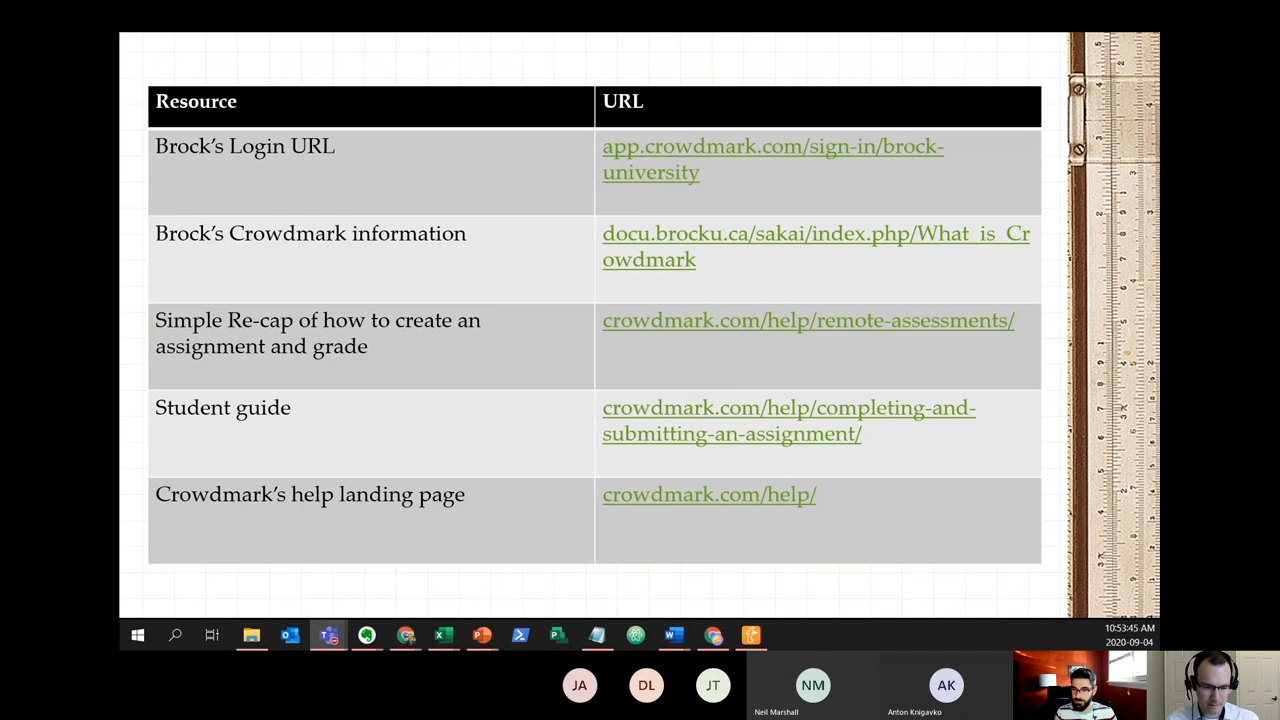 Resource
URL
Brock's Login URL
app.crowdmark.com/sign-in/brock-
university
Brock's Crowdmark information
docu.brocku.ca/sakai/index.php/What_is_Cr
owdmark
Simple Re-cap of how to create an
assignment and grade
crowdmark.com/help/remote-assessments/
Student guide
crowdmark.com/help/completing-and-
submitting-an-assignment/
Crowdmark's help landing page
crowdmark.com/help/
10:53:45 AM
2020-09-04
JA
DL
JT
NM
AK
Neil Marshall
Anton Knigavko